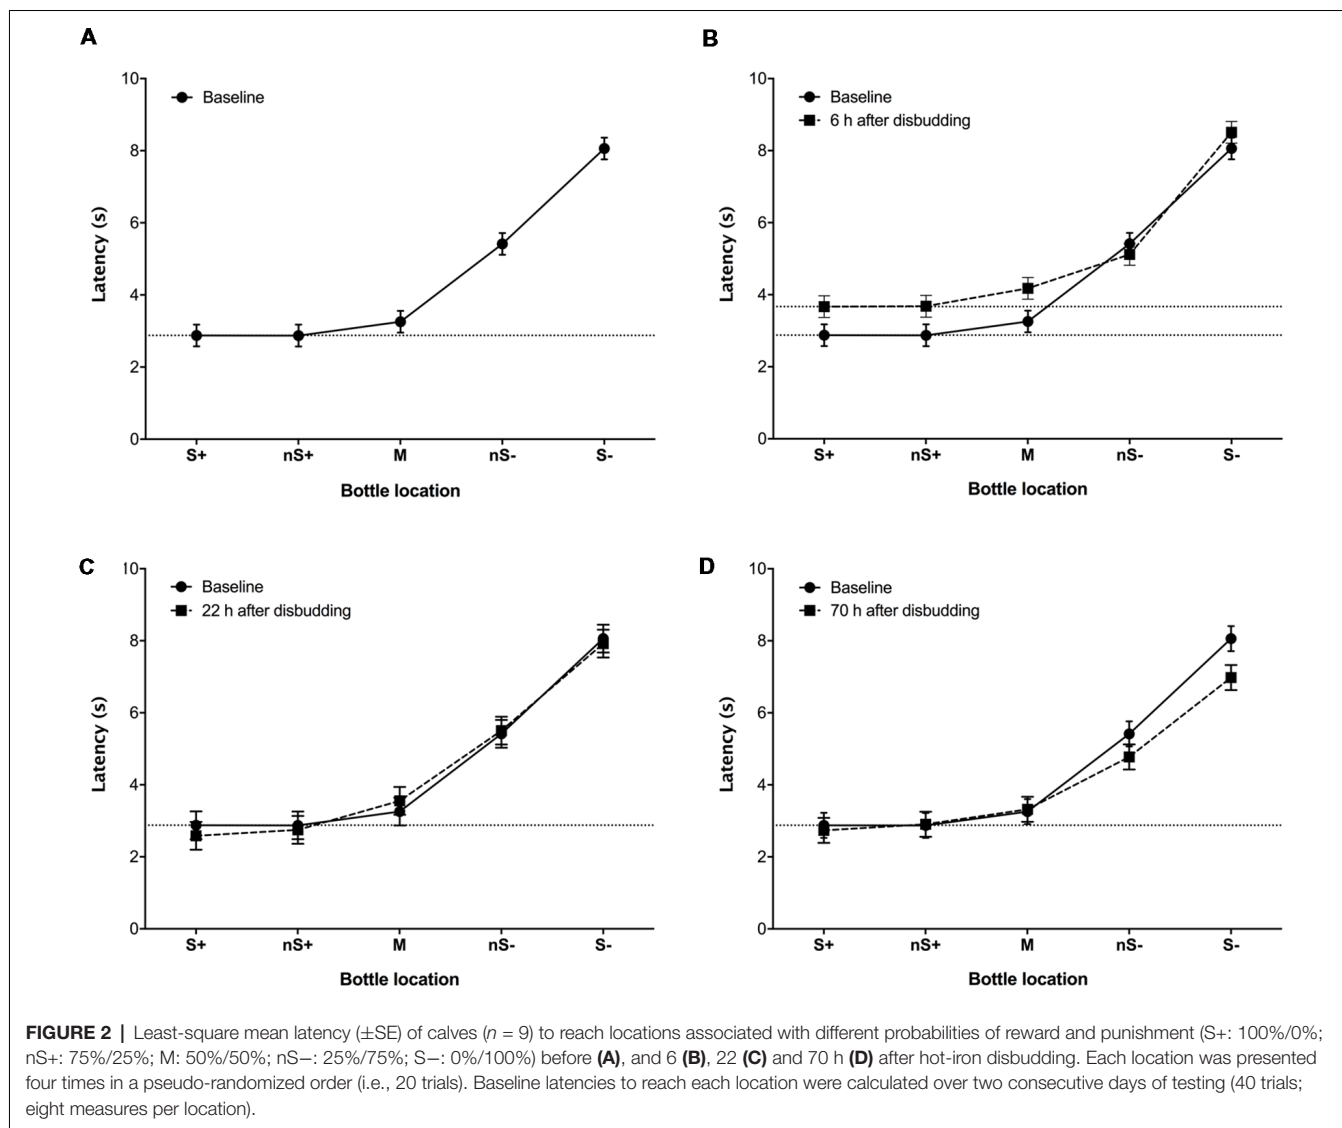 A
Baseline
10
8
6
4
2
0
Latency (s)
S+ nS+ M nS- S-
Bottle location
B
Baseline
6 h after disbudding
10
8
6
4
2
0
Latency (s)
S+ nS+ M nS- S-
Bottle location
C
Baseline
22 h after disbudding
10
8
6
4
2
0
Latency (s)
S+ nS+ M nS- S-
Bottle location
D
Baseline
70 h after disbudding
10
8
6
4
2
0
Latency (s)
S+ nS+ M nS- S-
Bottle location
FIGURE 2 | Least-square mean latency (±SE) of calves (n = 9) to reach locations associated with different probabilities of reward and punishment (S+: 100%/0%;
nS+: 75%/25%; M: 50%/50%; nS−: 25%/75%; S−: 0%/100%) before (A), and 6 (B), 22 (C) and 70 h (D) after hot-iron disbudding. Each location was presented
four times in a pseudo-randomized order (i.e., 20 trials). Baseline latencies to reach each location were calculated over two consecutive days of testing (40 trials;
eight measures per location).